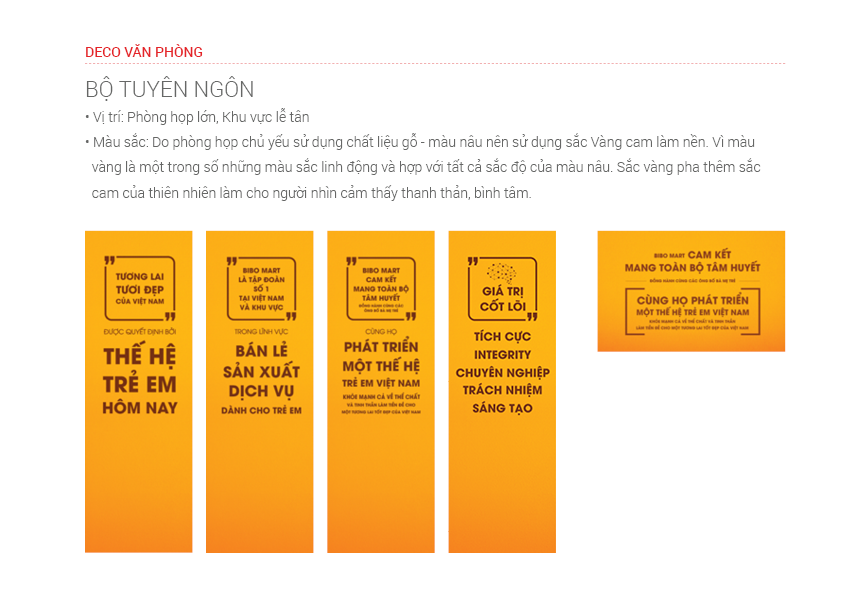 DECO VĂN PHÒNG
BỘ TUYÊN NGÔN
• Vị trí: Phòng họp lớn, Khu vực lễ tân
• Màu sắc: Do phòng họp chủ yếu sử dụng chất liệu gỗ - màu nâu nên sử dụng sắc Vàng cam làm nền. Vì màu
vàng là một trong số những màu sắc linh động và hợp với tất cả sắc độ của màu nâu. Sắc vàng pha thêm sắc
cam của thiên nhiên làm cho người nhìn cảm thấy thanh thản, bình tâm.
TƯƠNG LAI
TƯƠI ĐẸP
CỦA VIỆT NAM
ĐƯỢC QUYẾT ĐỊNH BỞI
THẾ HỆ
TRẺ EM
HÔM NAY
BIBO MART
LÀ TẬP ĐOÀN
SỐ 1
TẠI VIỆT NAM
VÀ KHU VỰC
TRONG LĨNH VỰC
BÁN LẺ
SẢN XUẤT
DỊCH VỤ
DÀNH CHO TRẺ EM
BIBO MART
CAM KẾT
MANG TOÀN BỘ
TÂM HUYẾT
ĐỒNG HÀNH CÙNG CÁC
ÔNG BỐ BÀ MẸ TRẺ
CÙNG HỌ
PHÁT TRIỂN
MỘT THẾ HỆ
TRẺ EM VIỆT NAM
KHỎE MẠNH CẢ VỀ THỂ CHẤT
VÀ TINH THẦN LÀM TIỀN ĐỀ CHO
MỘT TƯƠNG LAI TỐT ĐẸP CỦA VIỆT NAM
GIÁ TRỊ
CỐT LÕI
TÍCH CỰC
INTEGRITY
CHUYÊN NGHIỆP
TRÁCH NHIỆM
SÁNG TẠO
BIBO MART CAM KẾT
MANG TOÀN BỘ TÂM HUYẾT
ĐỒNG HÀNH CÙNG CÁC ÔNG BỐ BÀ MẸ TRẺ
CÙNG HỌ PHÁT TRIỂN
MỘT THẾ HỆ TRẺ EM VIỆT NAM
KHỎE MẠNH CẢ VỀ THỂ CHẤT VÀ TINH THẦN
LÀM TIỀN ĐỀ CHO MỘT TƯƠNG LAI TỐT ĐẸP CỦA VIỆT NAM